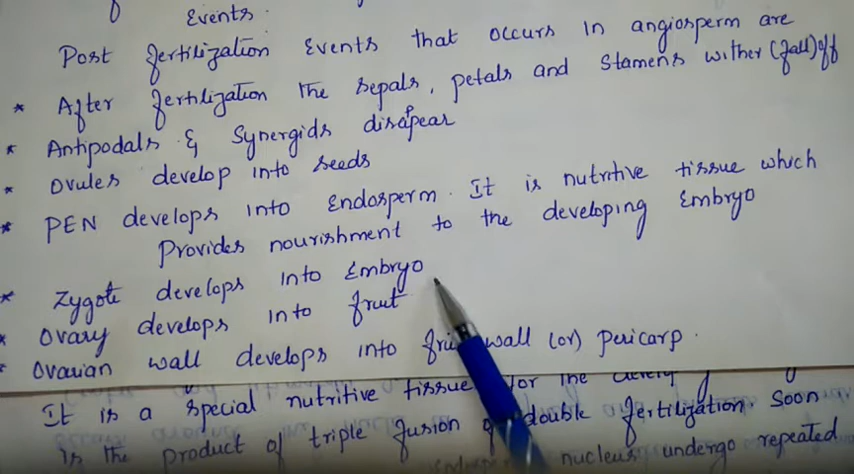 Events.
Post fertilization Events that occurs in angiosperm are
* After fertilization the sepals, petals and stamens wither (fall) off
* Antipodals & Synergids disapear
* Ovules develop into seeds
* PEN develops into Endosperm. It is nutritive tissue which
Provides nourishment to the developing Embryo
* Zygote develops into Embryo
* Ovary develops into fruit
* Ovarian wall develops into wall (or) Pericarp.
It is a special nutritive tissue for the
is the product of triple fusion double fertilization. Soon
nucleus undergo repeated